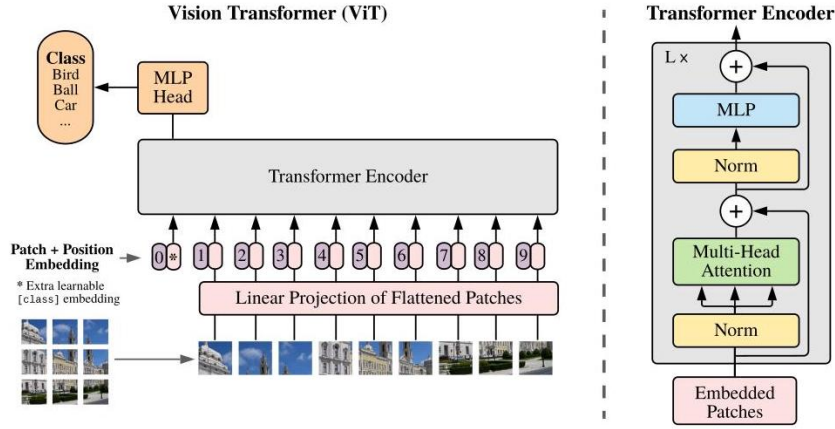 Vision Transformer (ViT)
Class
Bird
Ball
Car
...
MLP
Head
Transformer Encoder
Patch + Position
Embedding
0 * 1 2 3 4 5 6 7 8 9
* Extra learnable
[class] embedding
Linear Projection of Flattened Patches
Transformer Encoder
L ×
+
MLP
Norm
+
Multi-Head
Attention
Norm
Embedded
Patches